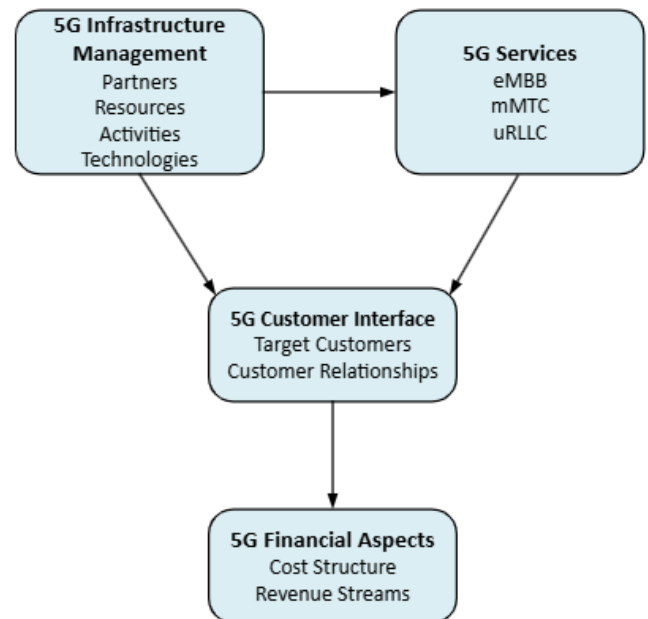 5G Infrastructure
Management
Partners
Resources
Activities
Technologies
5G Services
eMBB
mMTC
uRLLC
5G Customer Interface
Target Customers
Customer Relationships
5G Financial Aspects
Cost Structure
Revenue Streams